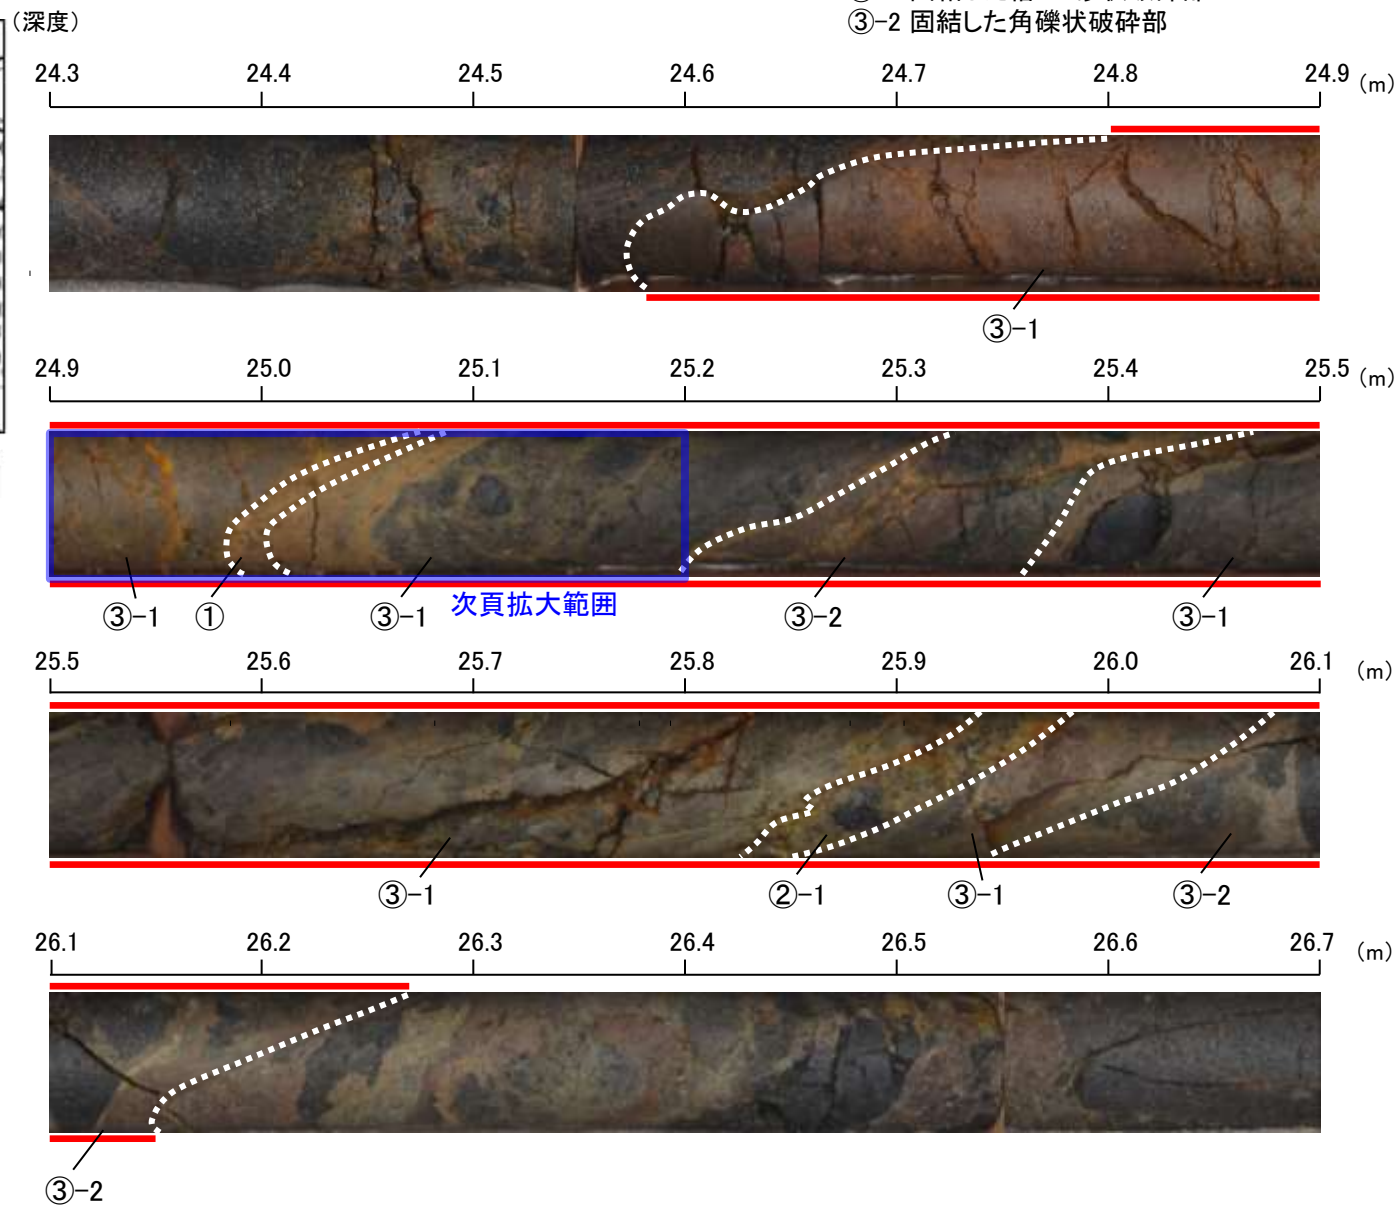 （深度）
③-2 固結した角礫状破砕部
24.3 24.4 24.5 24.6 24.7 24.8 24.9 （m）
③-1
24.9 25.0 25.1 25.2 25.3 25.4 25.5 （m）
③-1 ① ③-1 次頁拡大範囲 ③-2 ③-1
25.5 25.6 25.7 25.8 25.9 26.0 26.1 （m）
③-1 ②-1 ③-1 ③-2
26.1 26.2 26.3 26.4 26.5 26.6 26.7 （m）
③-2